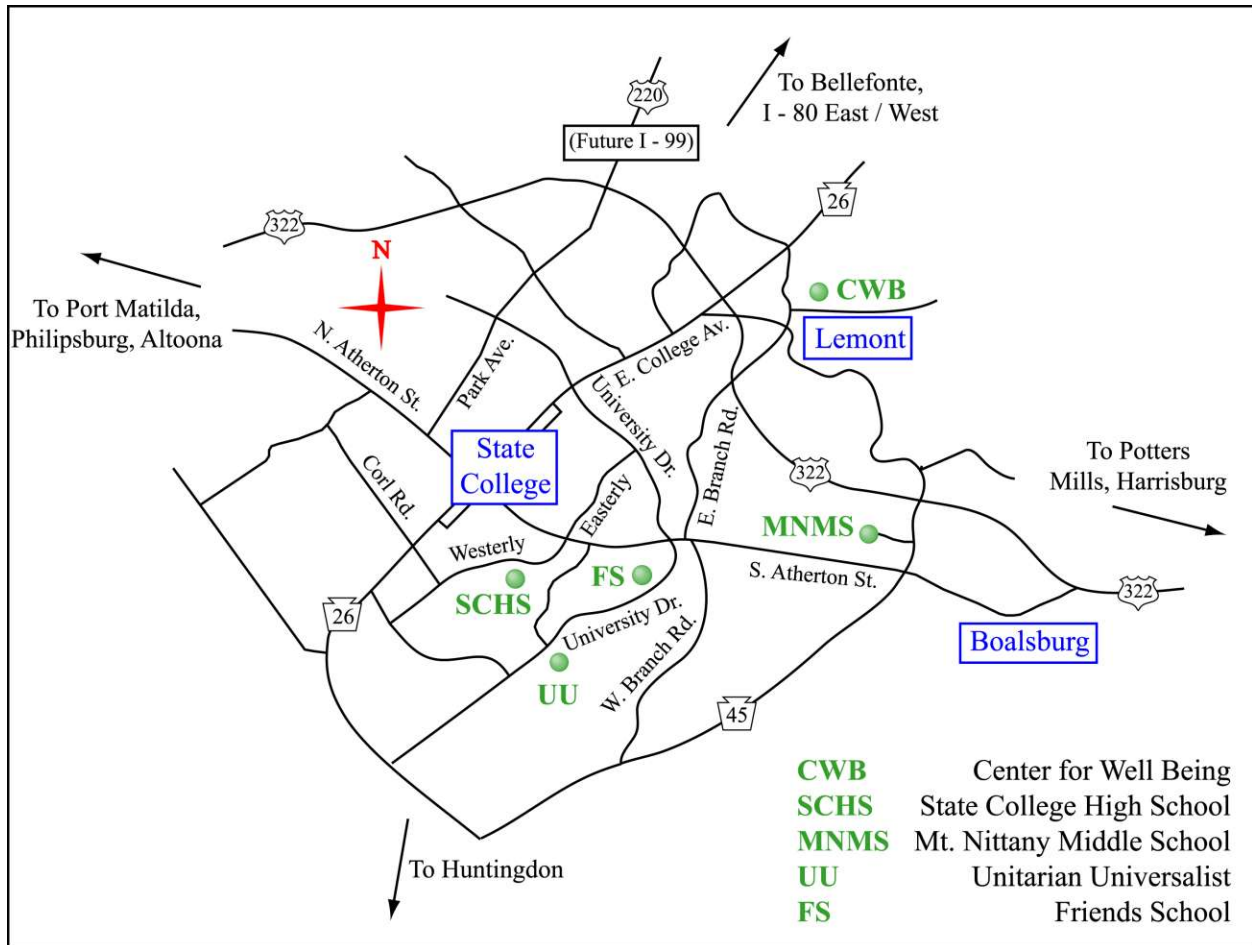 220
(Future I - 99)
To Bellefonte,
I - 80 East / West
26
322
N
To Port Matilda,
Philipsburg, Altoona
N. Atherton St.
Park Ave.
E. College Av.
CWB
Lemont
University Dr.
E. Branch Rd.
State
College
Corl Rd.
322
To Potters
Mills, Harrisburg
Easterly
Westerly
MNMS
FS
SCHS
S. Atherton St.
322
26
University Dr.
W. Branch Rd.
Boalsburg
UU
45
To Huntingdon
CWB Center for Well Being
SCHS State College High School
MNMS Mt. Nittany Middle School
UU Unitarian Universalist
FS Friends School